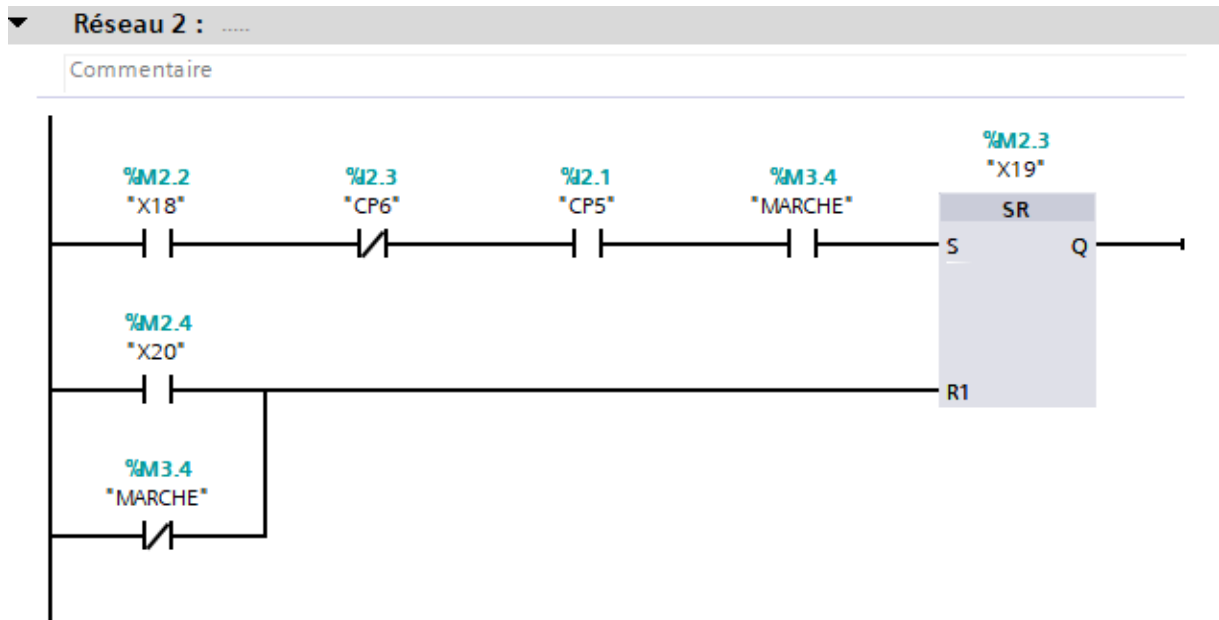 Réseau 2 : .....
Commentaire
%M2.3
"X19"
%M2.2 %I2.3 %I2.1 %M3.4
"X18" "CP6" "CP5" "MARCHE" SR
S Q
%M2.4
"X20"
R1
%M3.4
"MARCHE"